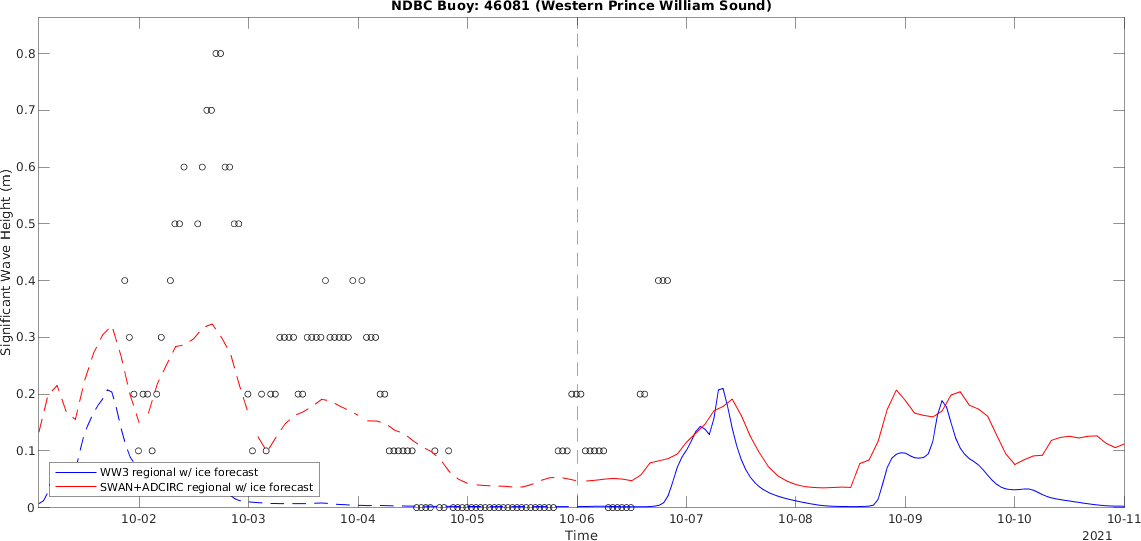 NDBC Buoy: 46081 (Western Prince William Sound)
Significant Wave Height (m)
0.8
0.7
0.6
0.5
0.4
0.3
0.2
0.1
0
WW3 regional w/ ice forecast
SWAN+ADCIRC regional w/ ice forecast
10-02 10-03 10-04 10-05 10-06 10-07 10-08 10-09 10-10 10-11
Time
2021